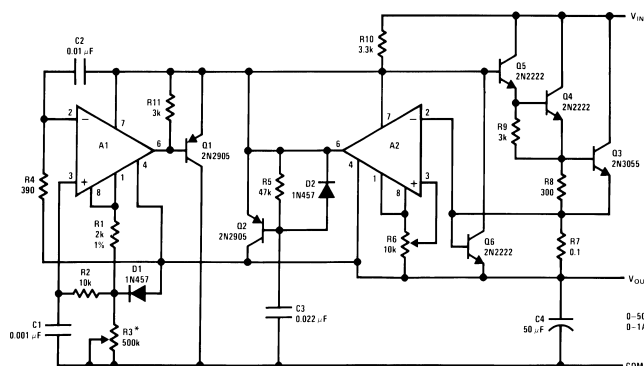 C2
0.01 μF
R11
3k
Q1
2N2905
A1
2
3
7
6
1
4
8
R4
390
R1
2k
1%
R2
10k
D1
1N457
C1
0.001 μF
R3*
500k
Q2
2N2905
R5
47k
D2
1N457
C3
0.022 μF
R10
3.3k
A2
6
7
2
3
4
1
8
R6
10k
Q6
2N2222
Q5
2N2222
Q4
2N2222
R9
3k
Q3
2N3055
R8
300
R7
0.1
C4
50 μF
VIN
VOU
0-50
0-1A
COM